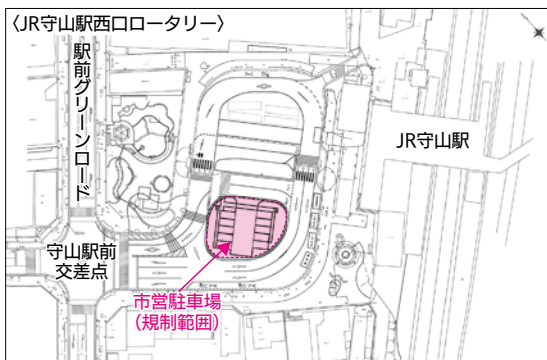 〈JR守山駅西口ロータリー〉
駅前グリーンロード
JR守山駅
守山駅前
交差点
市営駐車場
（規制範囲）